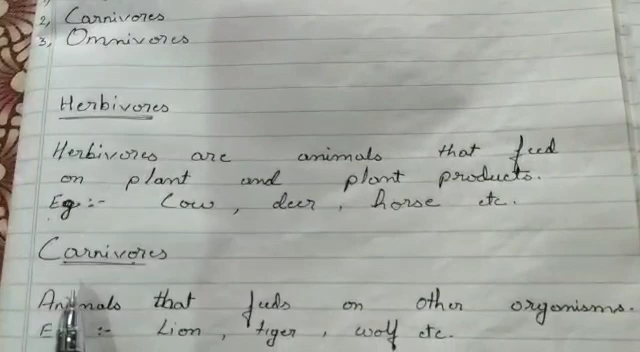 2, Carnivores
3, Omnivores
Herbivores
Herbivores are animals that feed
on plant and plant products.
Eg :- Cow, deer, horse etc.
Carnivores
Animals that feeds on other orgenisms.
E :- Lion, tiger, wolf etc.